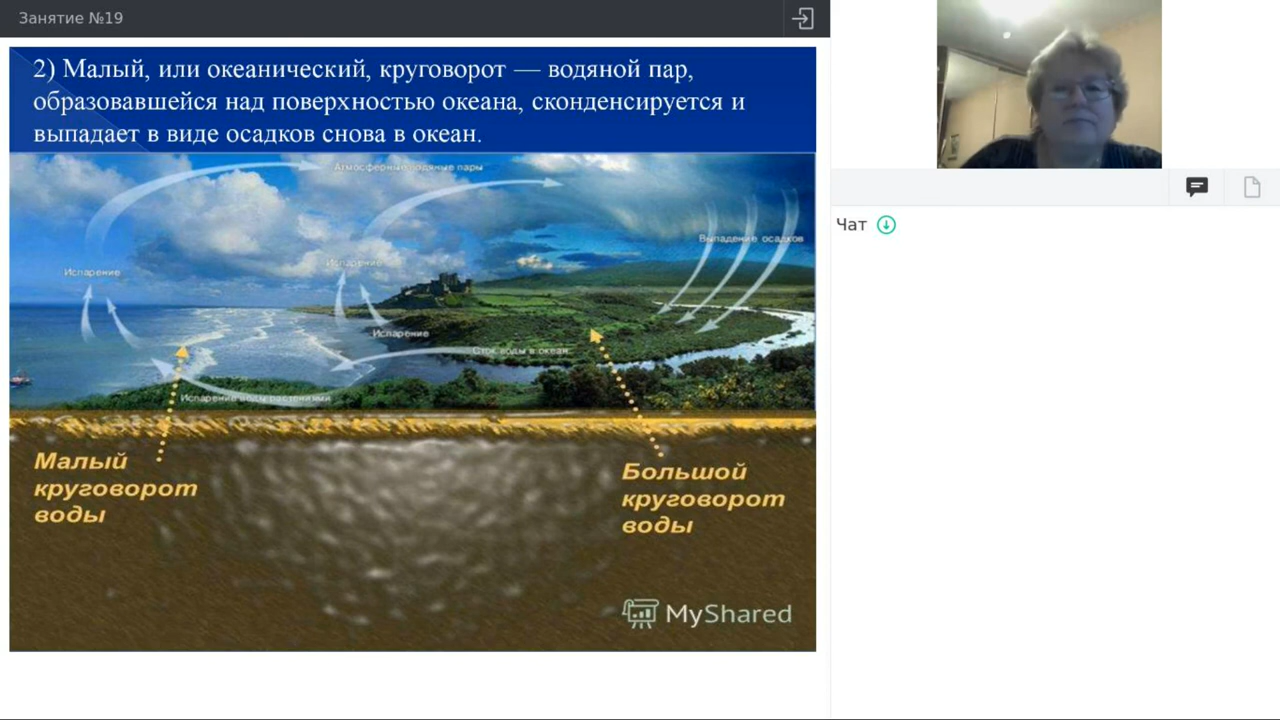 Занятие №19
2) Малый, или океанический, круговорот — водяной пар,
образовавшейся над поверхностью океана, сконденсируется и
выпадает в виде осадков снова в океан.
Атмосферные водяные пары
Выпадение осадков
Испарение
Испарение
Испарение
Сток воды в океан
Испарение воды растениями
Малый
круговорот
воды
Большой
круговорот
воды
MyShared
Чат